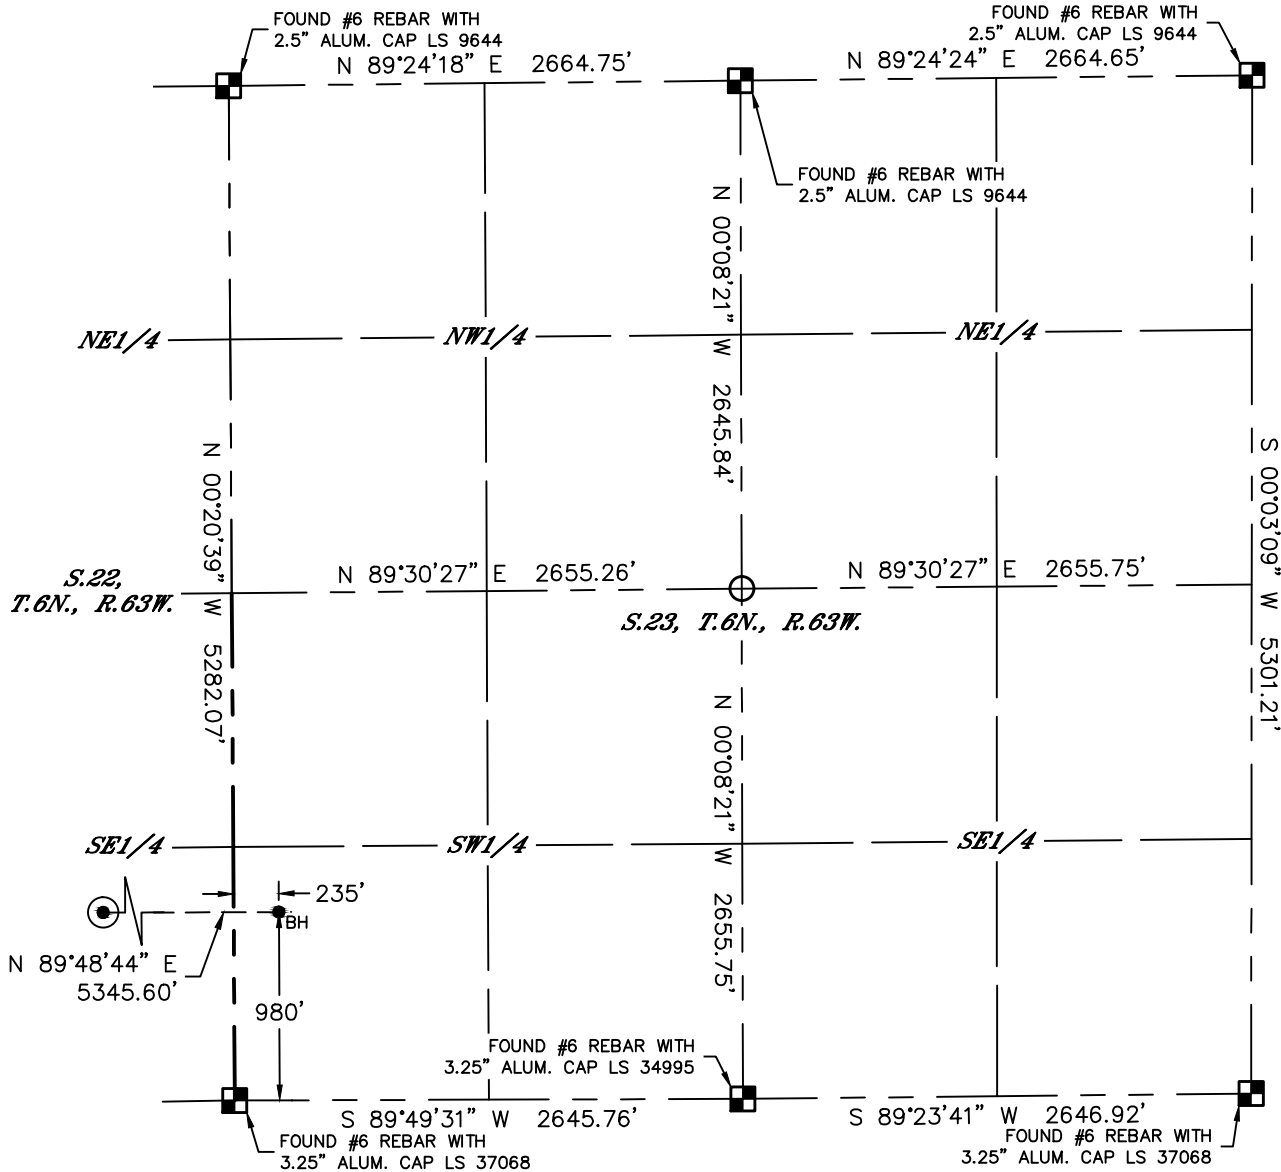 FOUND #6 REBAR WITH
2.5" ALUM. CAP LS 9644
FOUND #6 REBAR WITH
2.5" ALUM. CAP LS 9644
N 89°24'18" E 2664.75'
N 89°24'24" E 2664.65'
FOUND #6 REBAR WITH
2.5" ALUM. CAP LS 9644
N 00°08'21" W 2645.84'
NE1/4
NW1/4
NE1/4
N 00°20'39" W 5282.07'
S 00°03'09" W 5301.21'
S.22,
T.6N., R.63W.
N 89°30'27" E 2655.26'
N 89°30'27" E 2655.75'
S.23, T.6N., R.63W.
N 00°08'21" W 2655.75'
SE1/4
SW1/4
SE1/4
235'
BH
N 89°48'44" E
5345.60'
980'
FOUND #6 REBAR WITH
3.25" ALUM. CAP LS 34995
S 89°49'31" W 2645.76'
S 89°23'41" W 2646.92'
FOUND #6 REBAR WITH
3.25" ALUM. CAP LS 37068
FOUND #6 REBAR WITH
3.25" ALUM. CAP LS 37068